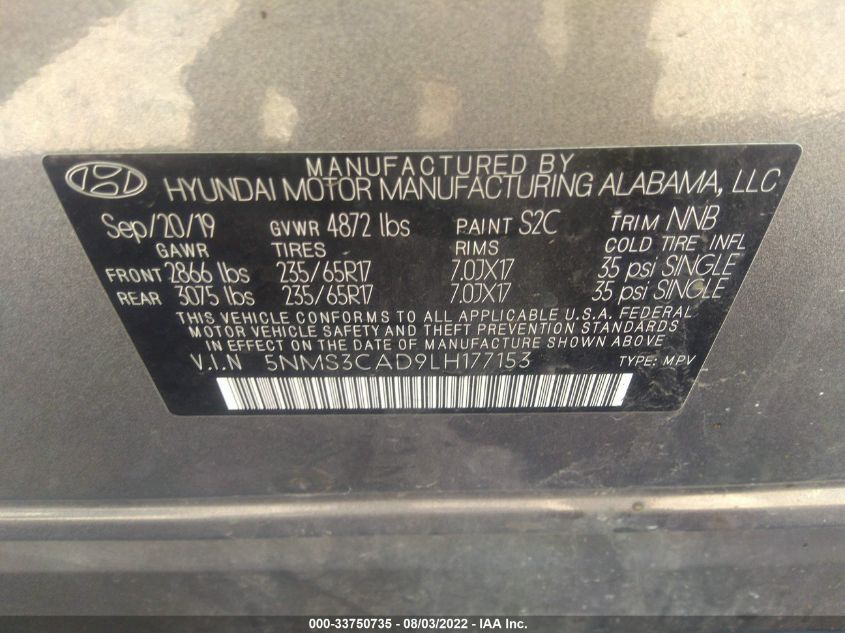 MANUFACTURED BY
HYUNDAI MOTOR MANUFACTURING ALABAMA, LLC
Sep/20/19 GVWR 4872 lbs PAINT S2C TRIM NNB
GAWR TIRES RIMS COLD TIRE INFL
FRONT 2866 lbs 235/65R17 7.0JX17 35 psi SINGLE
REAR 3075 lbs 235/65R17 7.0JX17 35 psi SINGLE
THIS VEHICLE CONFORMS TO ALL APPLICABLE U.S.A. FEDERAL
MOTOR VEHICLE SAFETY AND THEFT PREVENTION STANDARDS
IN EFFECT ON THE DATE OF MANUFACTURE SHOWN ABOVE.
V.I.N 5NMS3CAD9LH177153 TYPE: MPV
000-33750735 - 08/03/2022 - IAA Inc.